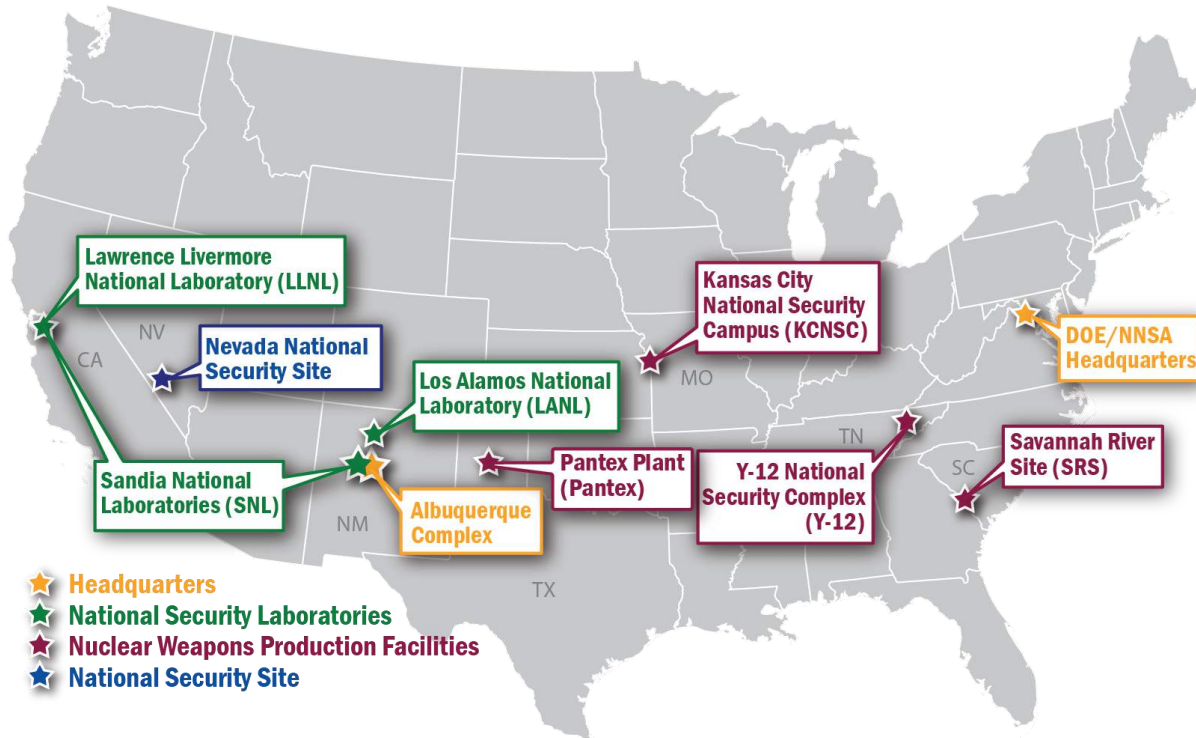 Lawrence Livermore
National Laboratory (LLNL)
NV
CA
Nevada National
Security Site
Los Alamos National
Laboratory (LANL)
Kansas City
National Security
Campus (KCNSC)
MO
DOE/NNSA
Headquarters
Sandia National
Laboratories (SNL)
NM
Albuquerque
Complex
Pantex Plant
(Pantex)
TX
TN
Y-12 National
Security Complex
(Y-12)
SC
Savannah River
Site (SRS)
Headquarters
National Security Laboratories
Nuclear Weapons Production Facilities
National Security Site